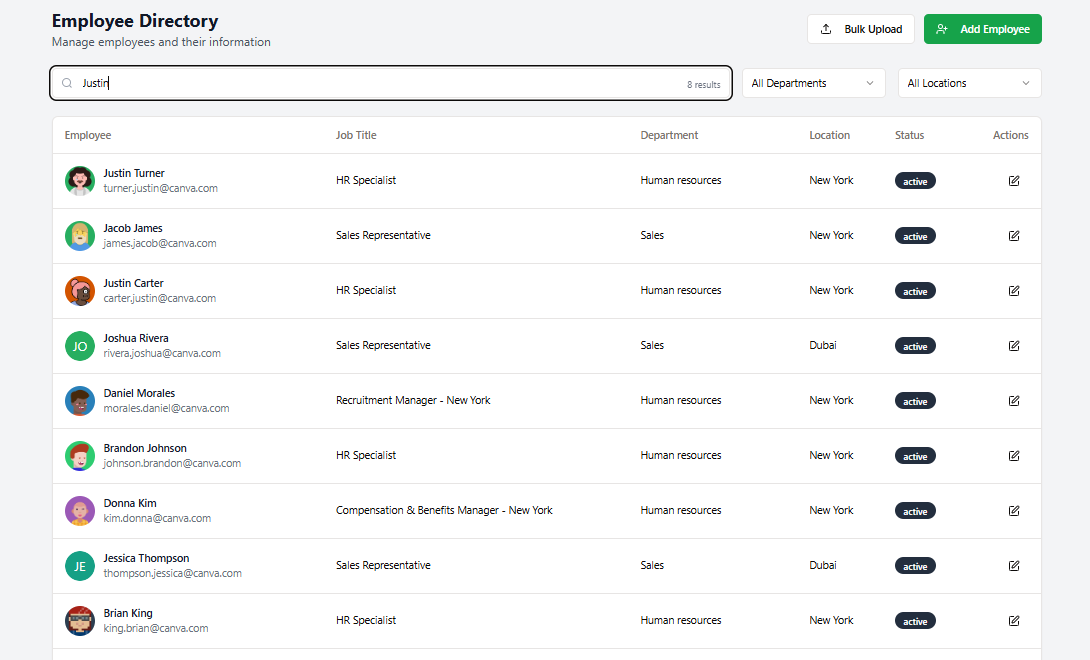 Employee Directory
Manage employees and their information
Bulk Upload
Add Employee
Justin
8 results
All Departments
All Locations
Employee Job Title Department Location Status Actions
Justin Turner
turner.justin@canva.com
HR Specialist Human resources New York active
Jacob James
james.jacob@canva.com
Sales Representative Sales New York active
Justin Carter
carter.justin@canva.com
HR Specialist Human resources New York active
JO
Joshua Rivera
rivera.joshua@canva.com
Sales Representative Sales Dubai active
Daniel Morales
morales.daniel@canva.com
Recruitment Manager - New York Human resources New York active
Brandon Johnson
johnson.brandon@canva.com
HR Specialist Human resources New York active
Donna Kim
kim.donna@canva.com
Compensation & Benefits Manager - New York Human resources New York active
JE
Jessica Thompson
thompson.jessica@canva.com
Sales Representative Sales Dubai active
Brian King
king.brian@canva.com
HR Specialist Human resources New York active